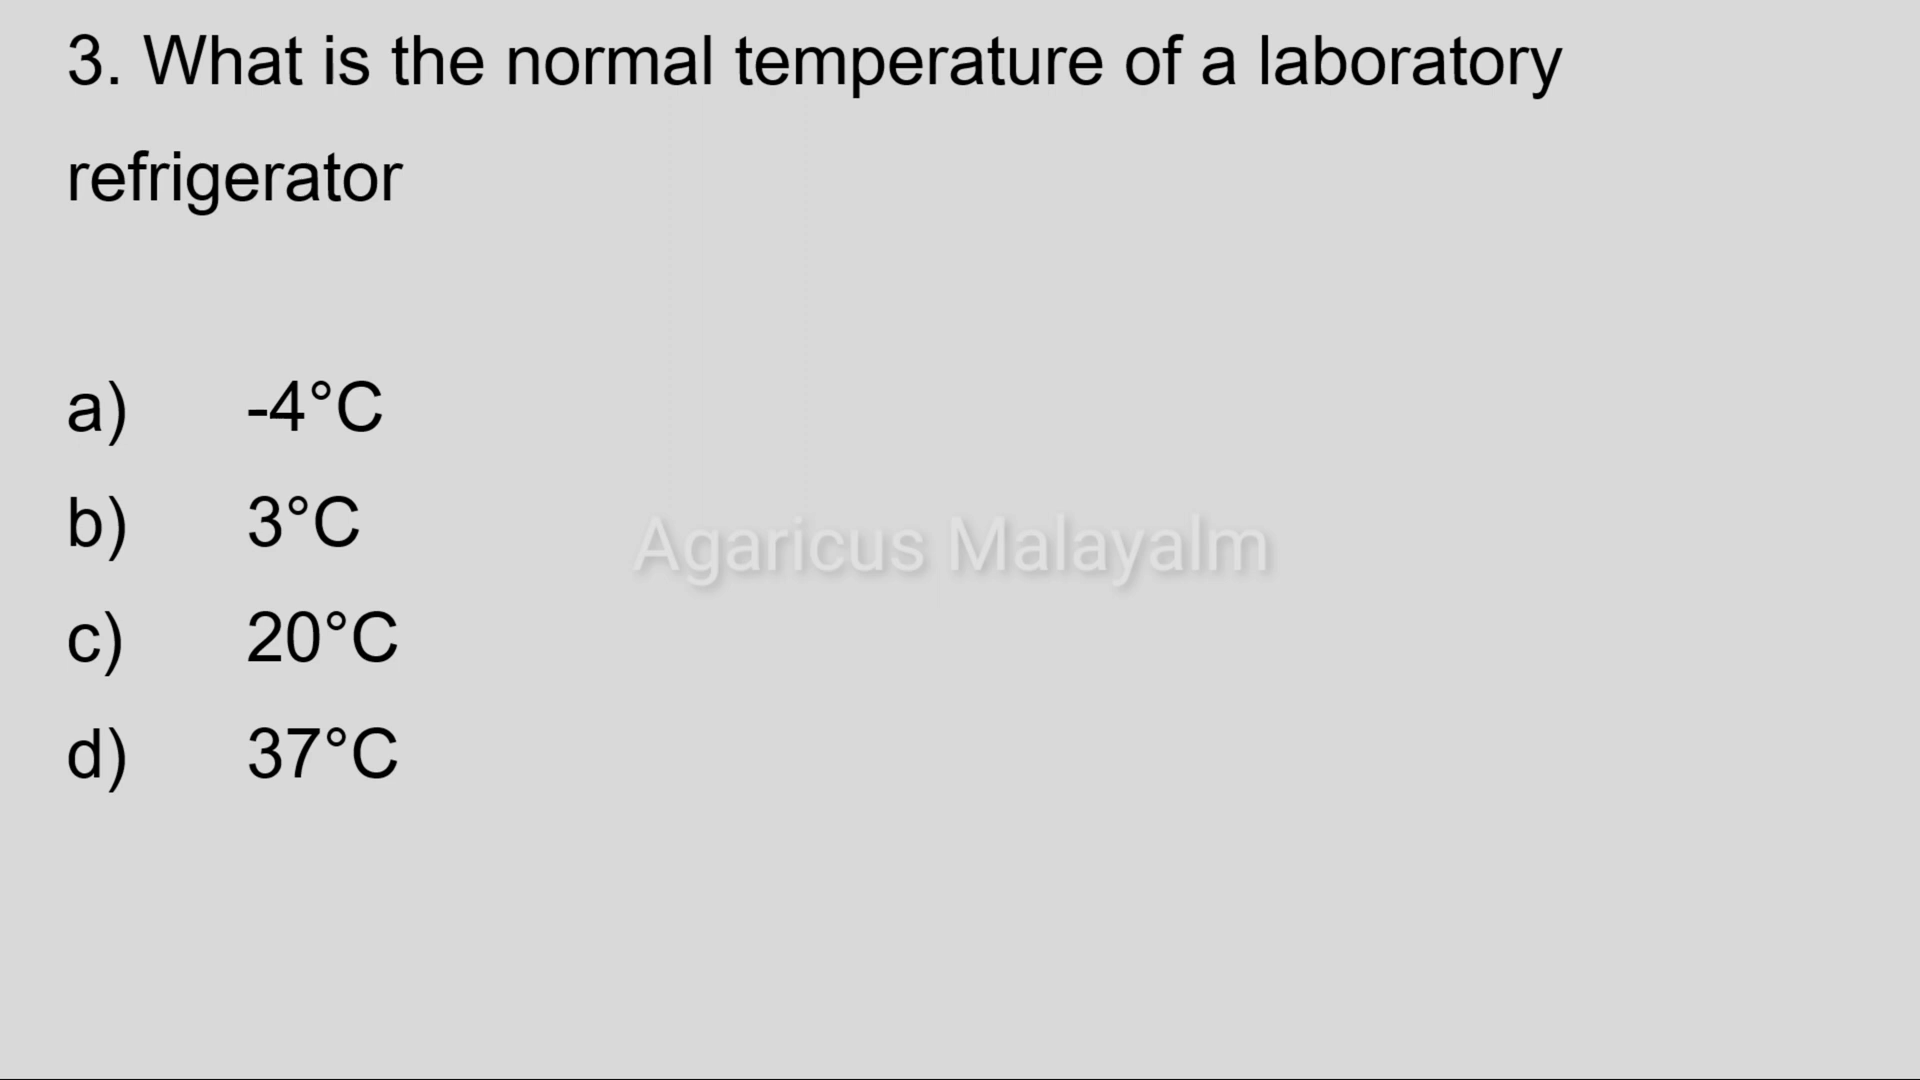 3. What is the normal temperature of a laboratory
refrigerator
a) -4°C
b) 3°C
c) 20°C
d) 37°C
Agaricus Malayalm